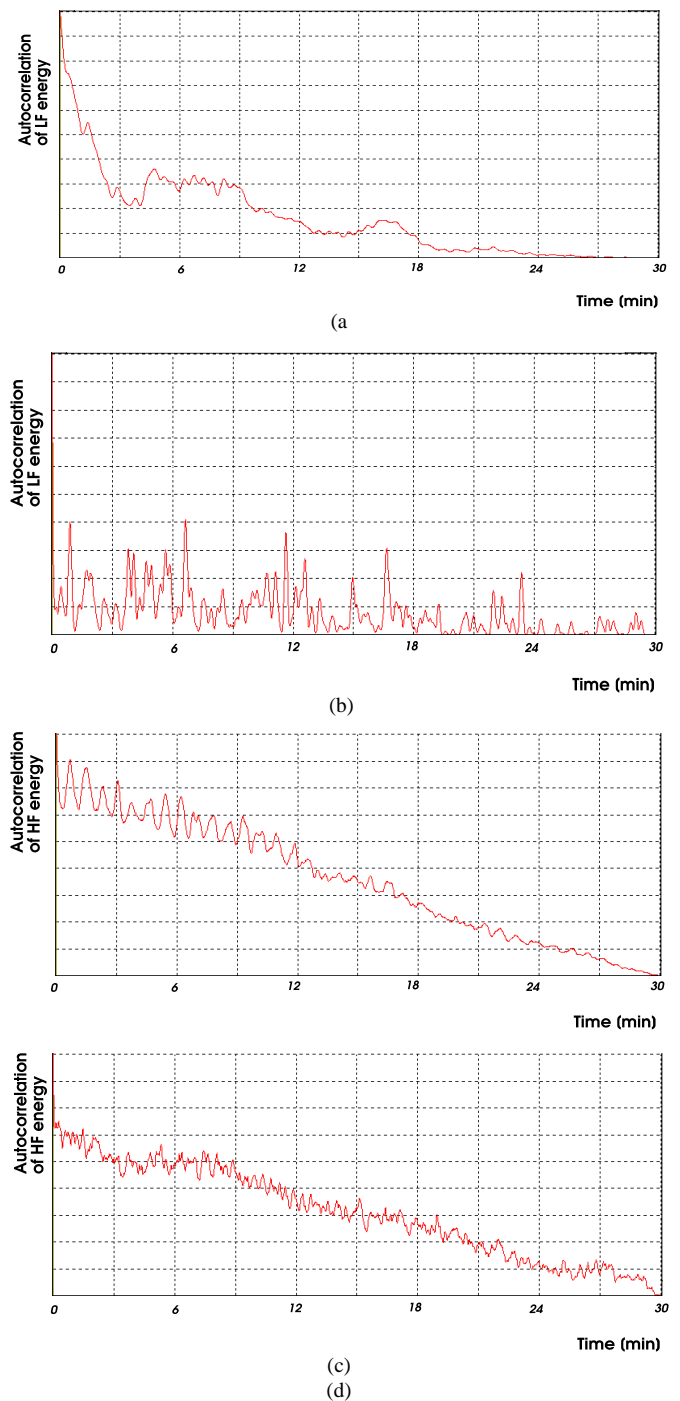 Autocorrelation
of LF energy
0 6 12 18 24 30
Time (min)
(a
Autocorrelation
of LF energy
0 6 12 18 24 30
Time (min)
(b)
Autocorrelation
of HF energy
0 6 12 18 24 30
Time (min)
Autocorrelation
of HF energy
0 6 12 18 24 30
Time (min)
(c)
(d)